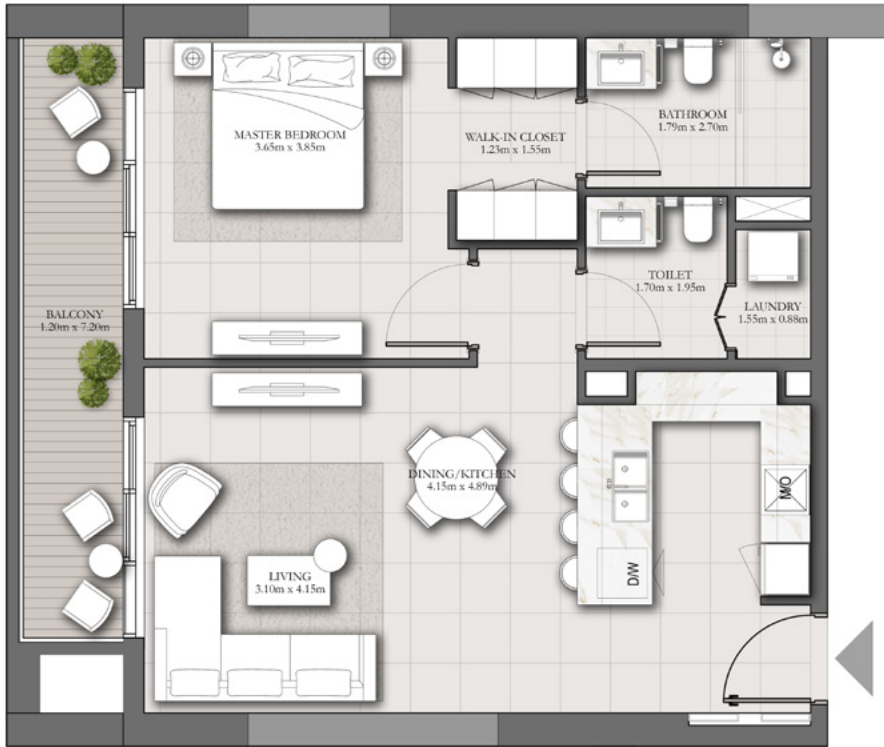 MASTER BEDROOM
3.65m x 3.85m
WALK-IN CLOSET
1.23m x 1.55m
BATHROOM
1.79m x 2.70m
BALCONY
1.20m x 7.20m
TOILET
1.70m x 1.95m
LAUNDRY
1.55m x 0.88m
DINING/KITCHEN
4.15m x 4.89m
M/O
LIVING
3.10m x 4.15m
D/W